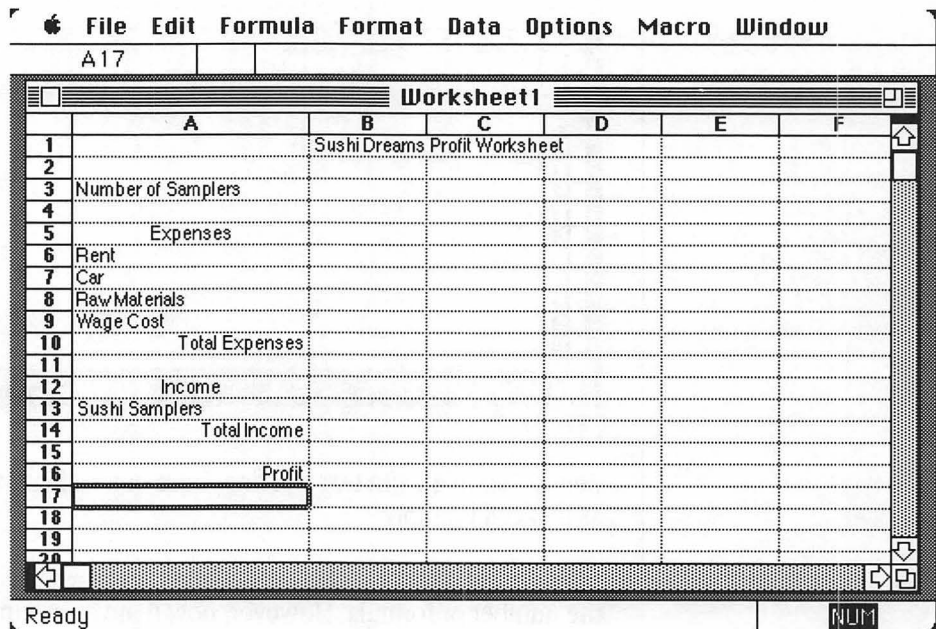 File Edit Formula Format Data Options Macro Window
A17
Worksheet1
A B C D E F
1 Sushi Dreams Profit Worksheet
2
3 Number of Samplers
4
5 Expenses
6 Rent
7 Car
8 Raw Materials
9 Wage Cost
10 Total Expenses
11
12 Income
13 Sushi Samplers
14 Total Income
15
16 Profit
17
18
19
20
Ready NUM